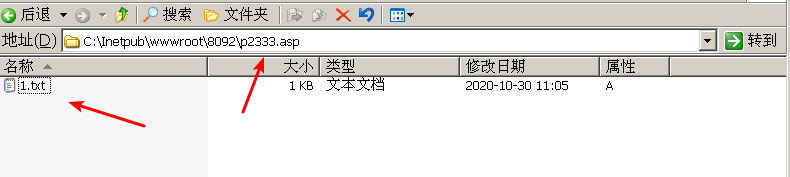 后退 搜索 文件夹
地址(D) C:\Inetpub\wwwroot\8092\p2333.asp 转到
名称 大小 类型 修改日期 属性
1.txt 1 KB 文本文档 2020-10-30 11:05 A